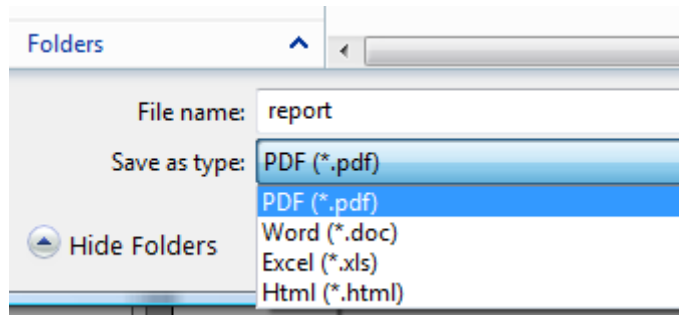 Folders
File name: report
Save as type: PDF (*.pdf)
PDF (*.pdf)
Word (*.doc)
Excel (*.xls)
Html (*.html)
Hide Folders